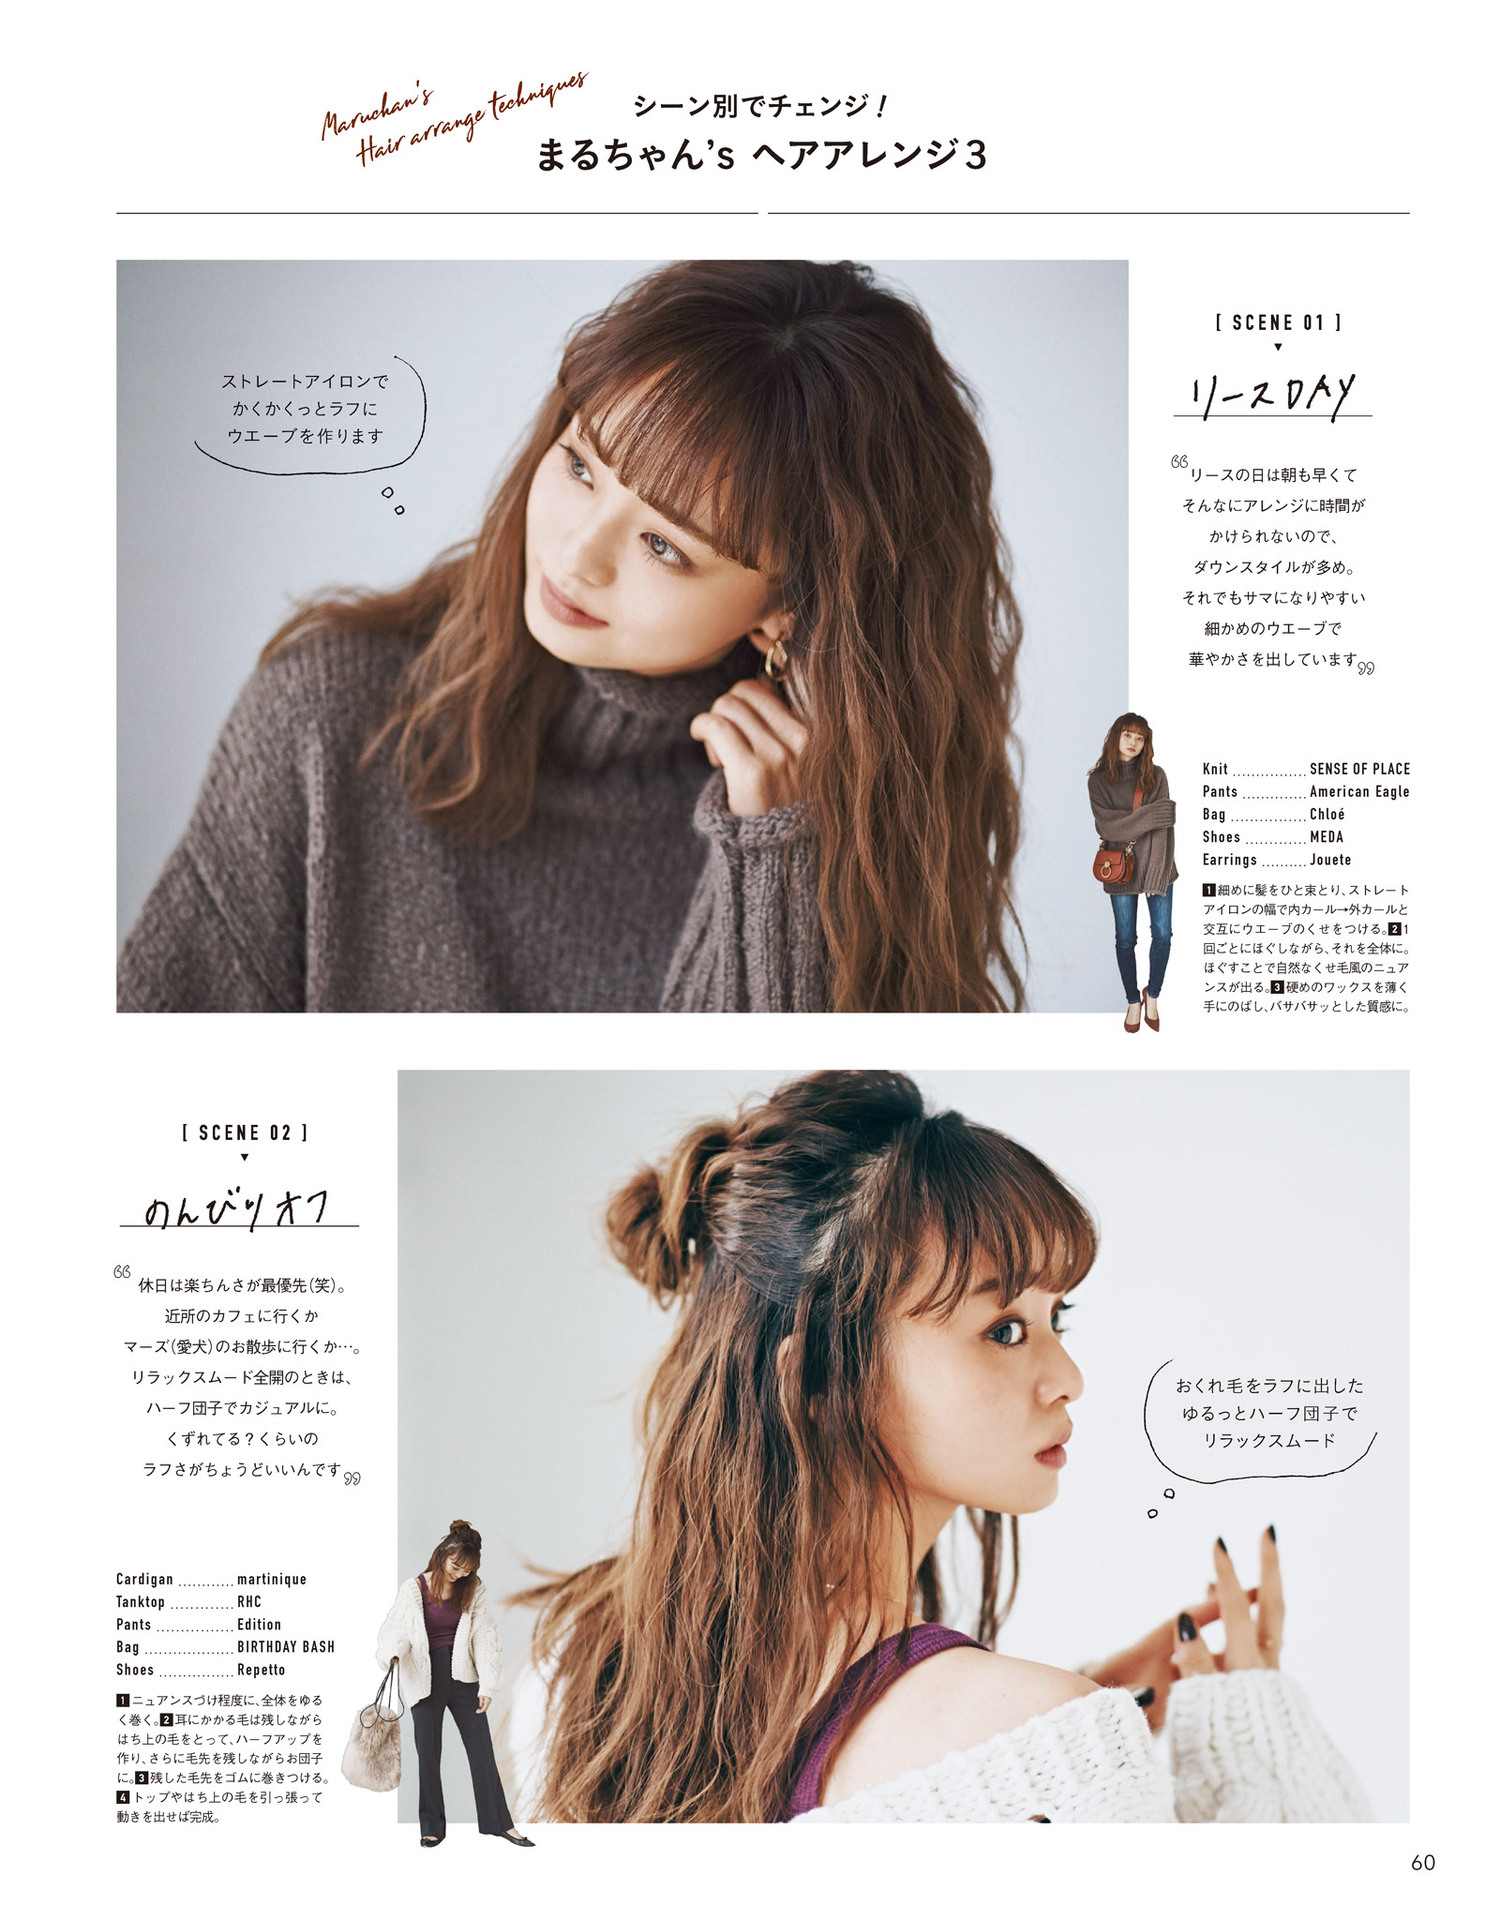 Maruchan's
Hair arrange techniques
シーン別でチェンジ!
まるちゃん's ヘアアレンジ3
ストレートアイロンで
かくかくっとラフに
ウエーブを作ります
[ SCENE 01 ]
▼
リースDAY
“リースの日は朝も早くて
そんなにアレンジに時間が
かけられないので、
ダウンスタイルが多め。
それでもサマになりやすい
細かめのウエーブで
華やかさを出しています”
Knit ............... SENSE OF PLACE
Pants ............. American Eagle
Bag ................ Chloé
Shoes ............. MEDA
Earrings .......... Jouete
1細めに髪をひと束とり、ストレート
アイロンの幅で内カール→外カールと
交互にウエーブのくせをつける。2 1
回ごとにほぐしながら、それを全体に。
ほぐすことで自然なくせ毛風のニュア
ンスが出る。3硬めのワックスを薄く
手にのばし、バサバサッとした質感に。
[ SCENE 02 ]
▼
のんびりオフ
“休日は楽ちんさが最優先(笑)。
近所のカフェに行くか
マーズ(愛犬)のお散歩に行くか…。
リラックスムード全開のときは、
ハーフ団子でカジュアルに。
くずれてる?くらいの
ラフさがちょうどいいんです”
おくれ毛をラフに出した
ゆるっとハーフ団子で
リラックスムード
Cardigan ............ martinique
Tanktop ............. RHC
Pants ................ Edition
Bag ................... BIRTHDAY BASH
Shoes ................ Repetto
1ニュアンスづけ程度に、全体をゆる
く巻く。2耳にかかる毛は残しながら
はち上の毛をとって、ハーフアップを
作り、さらに毛先を残しながらお団子
に。3残した毛先をゴムに巻きつける。
4トップやはち上の毛を引っ張って
動きを出せば完成。
60